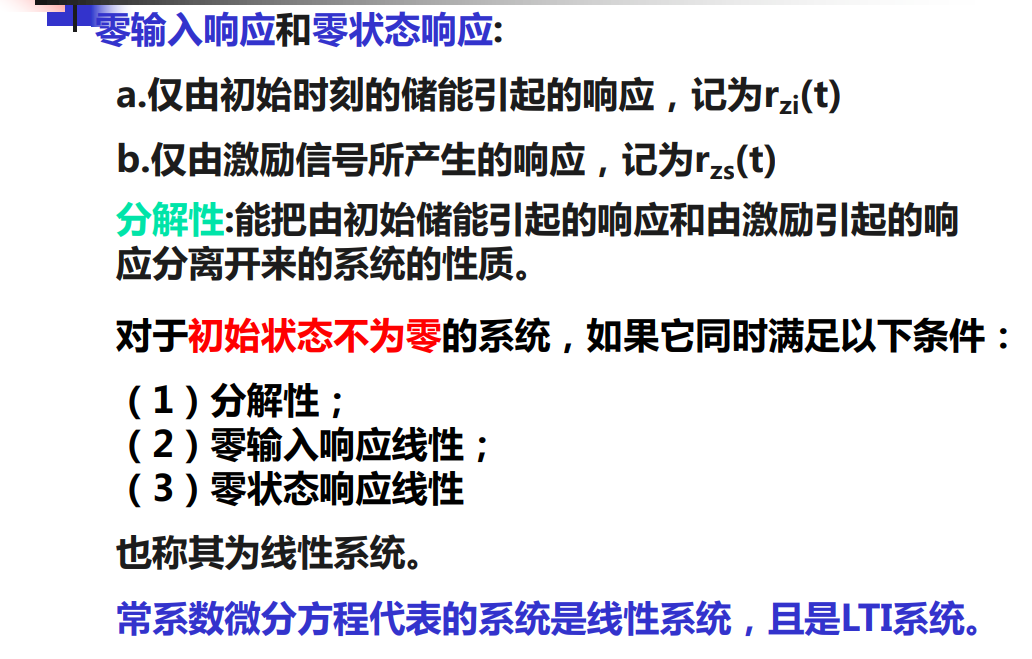 零输入响应和零状态响应:
a.仅由初始时刻的储能引起的响应，记为rzi(t)
b.仅由激励信号所产生的响应，记为rzs(t)
分解性:能把由初始储能引起的响应和由激励引起的响
应分离开来的系统的性质。
对于初始状态不为零的系统，如果它同时满足以下条件：
（1）分解性；
（2）零输入响应线性；
（3）零状态响应线性
也称其为线性系统。
常系数微分方程代表的系统是线性系统，且是LTI系统。